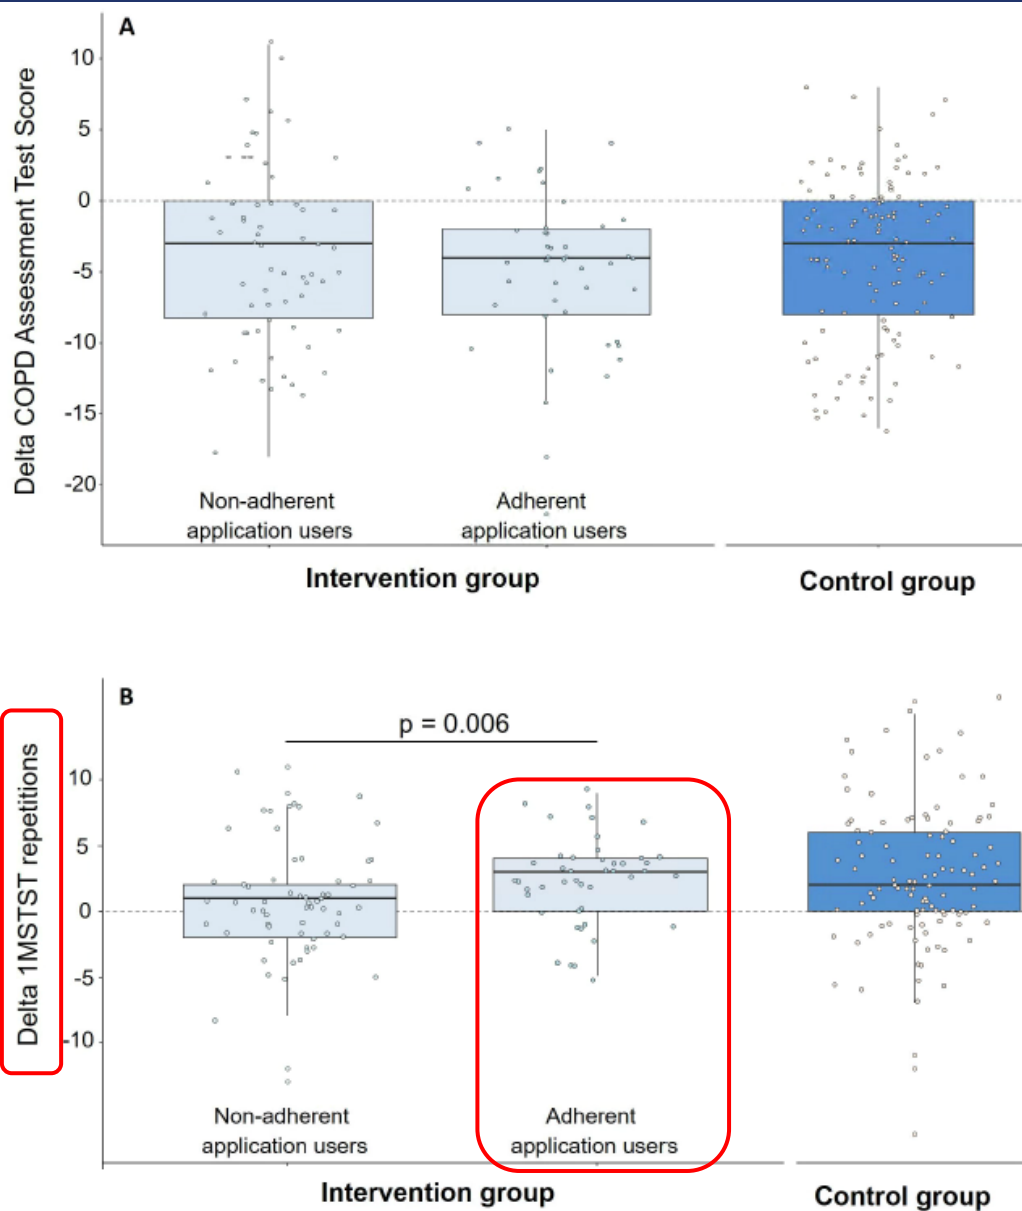 A
Delta COPD Assessment Test Score
10
5
0
-5
-10
-15
-20
Non-adherent
application users
Adherent
application users
Intervention group
Control group
B
Delta 1MSTST repetitions
p = 0.006
10
5
0
-5
-10
Non-adherent
application users
Adherent
application users
Intervention group
Control group